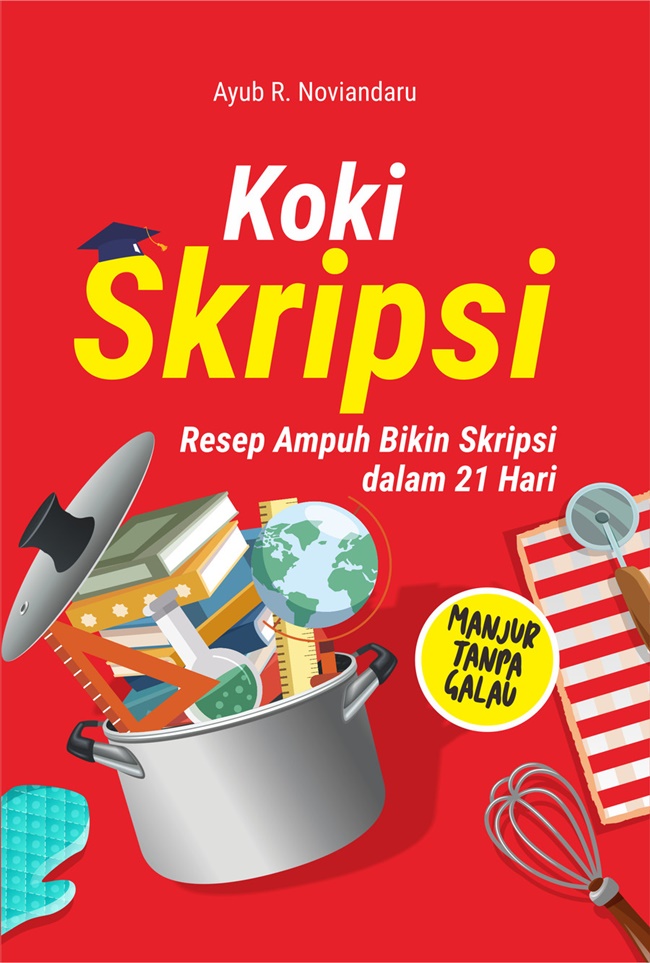 Ayub R. Noviandaru
Koki
Skripsi
Resep Ampuh Bikin Skripsi
dalam 21 Hari
MANJUR
TANPA
GALAU